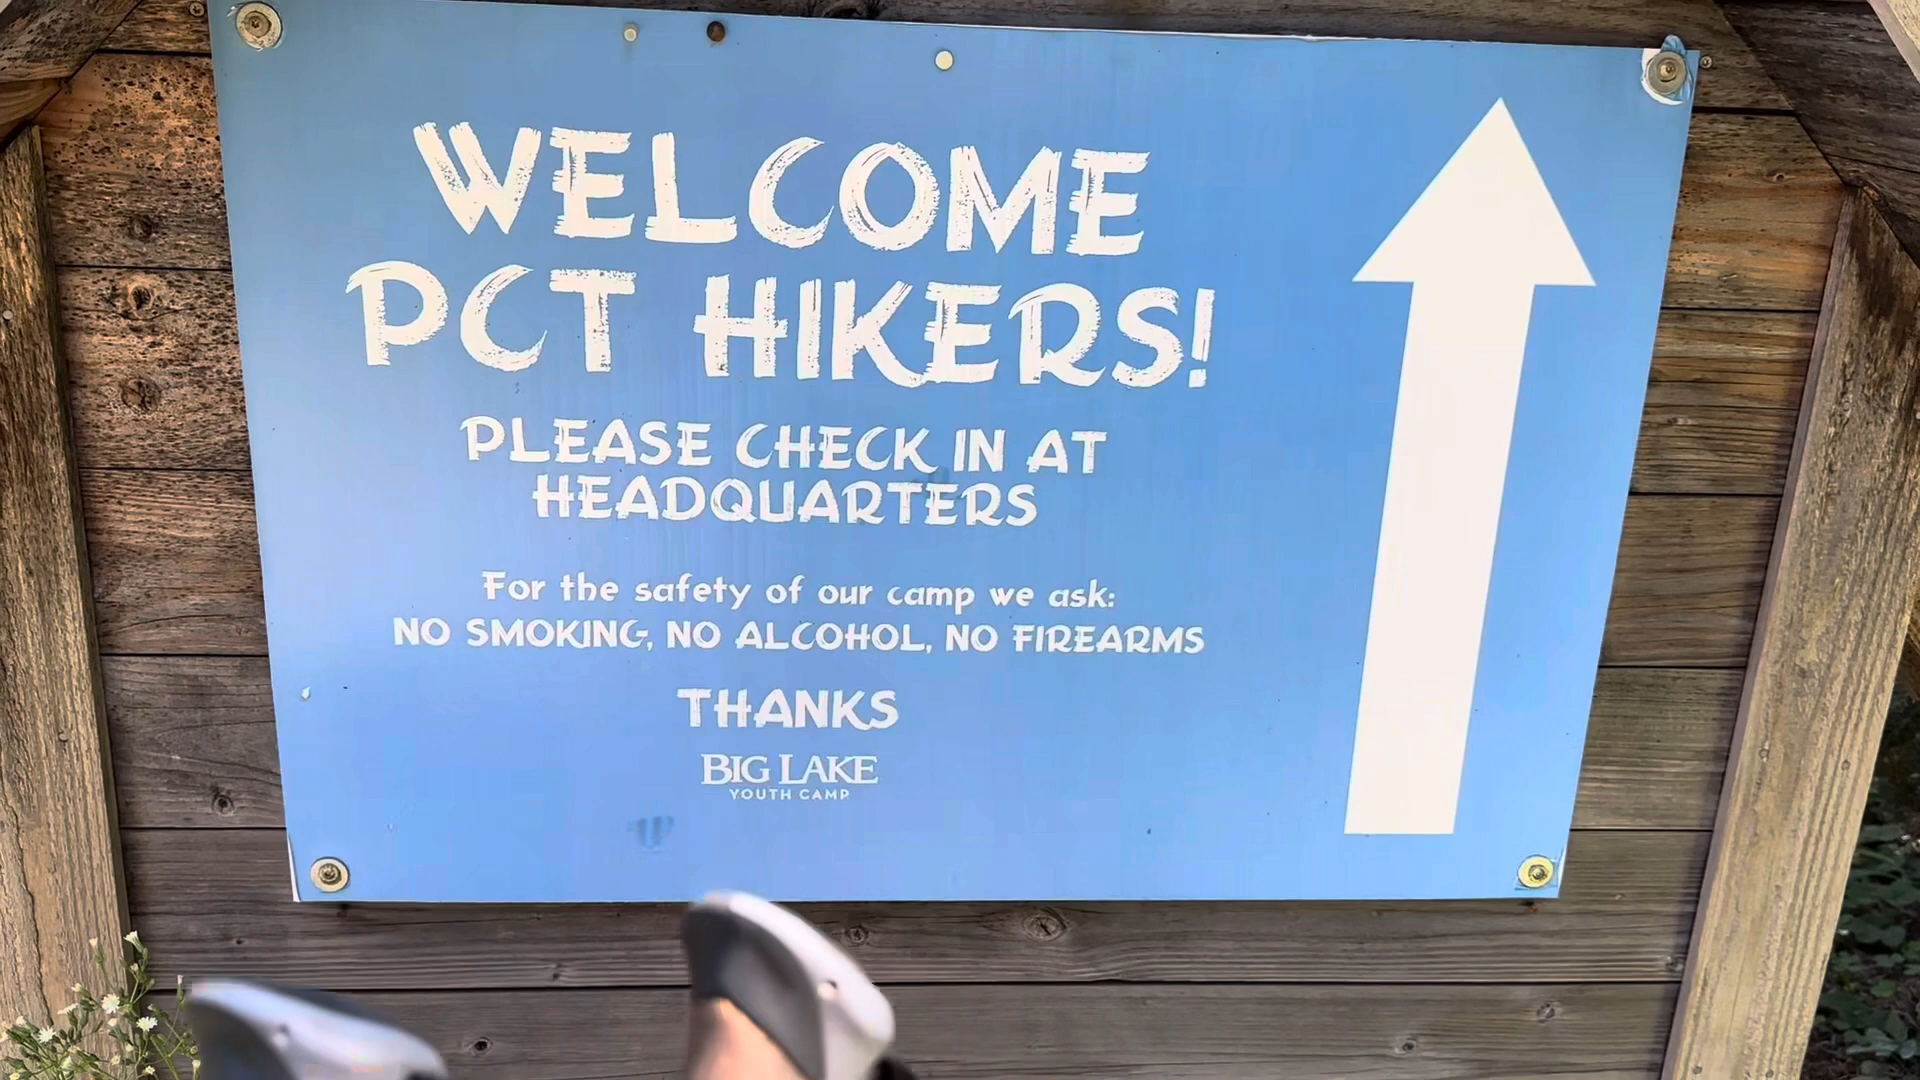 WELCOME
PCT HIKERS!
PLEASE CHECK IN AT
HEADQUARTERS
For the safety of our camp we ask:
NO SMOKING, NO ALCOHOL, NO FIREARMS
THANKS
BIG LAKE
YOUTH CAMP